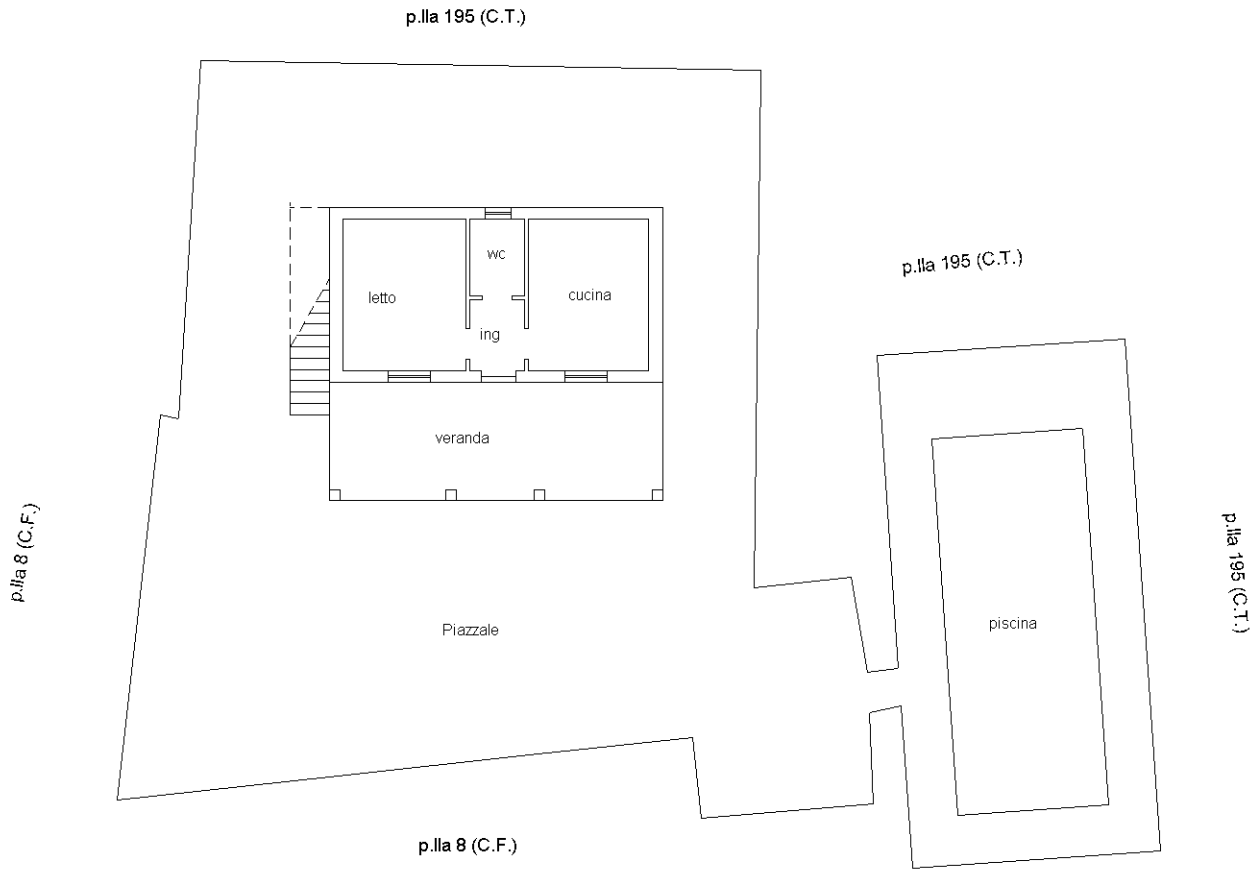 p.lla 195 (C.T.)
wc
p.lla 195 (C.T.)
letto
cucina
ing
veranda
p.lla 8 (C.F.)
p.lla 195 (C.T.)
Piazzale
piscina
p.lla 8 (C.F.)